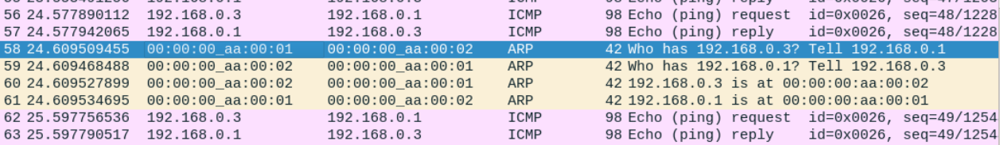 56 24.577890112 192.168.0.3 192.168.0.1 ICMP 98 Echo (ping) request id=0x0026, seq=48/1228
57 24.577942065 192.168.0.1 192.168.0.3 ICMP 98 Echo (ping) reply id=0x0026, seq=48/1228
58 24.609509455 00:00:00_aa:00:01 00:00:00_aa:00:02 ARP 42 Who has 192.168.0.3? Tell 192.168.0.1
59 24.609468488 00:00:00_aa:00:02 00:00:00_aa:00:01 ARP 42 Who has 192.168.0.1? Tell 192.168.0.3
60 24.609527899 00:00:00_aa:00:02 00:00:00_aa:00:01 ARP 42 192.168.0.3 is at 00:00:00:aa:00:02
61 24.609534695 00:00:00_aa:00:01 00:00:00_aa:00:02 ARP 42 192.168.0.1 is at 00:00:00:aa:00:01
62 25.597756536 192.168.0.3 192.168.0.1 ICMP 98 Echo (ping) request id=0x0026, seq=49/1254
63 25.597790517 192.168.0.1 192.168.0.3 ICMP 98 Echo (ping) reply id=0x0026, seq=49/1254